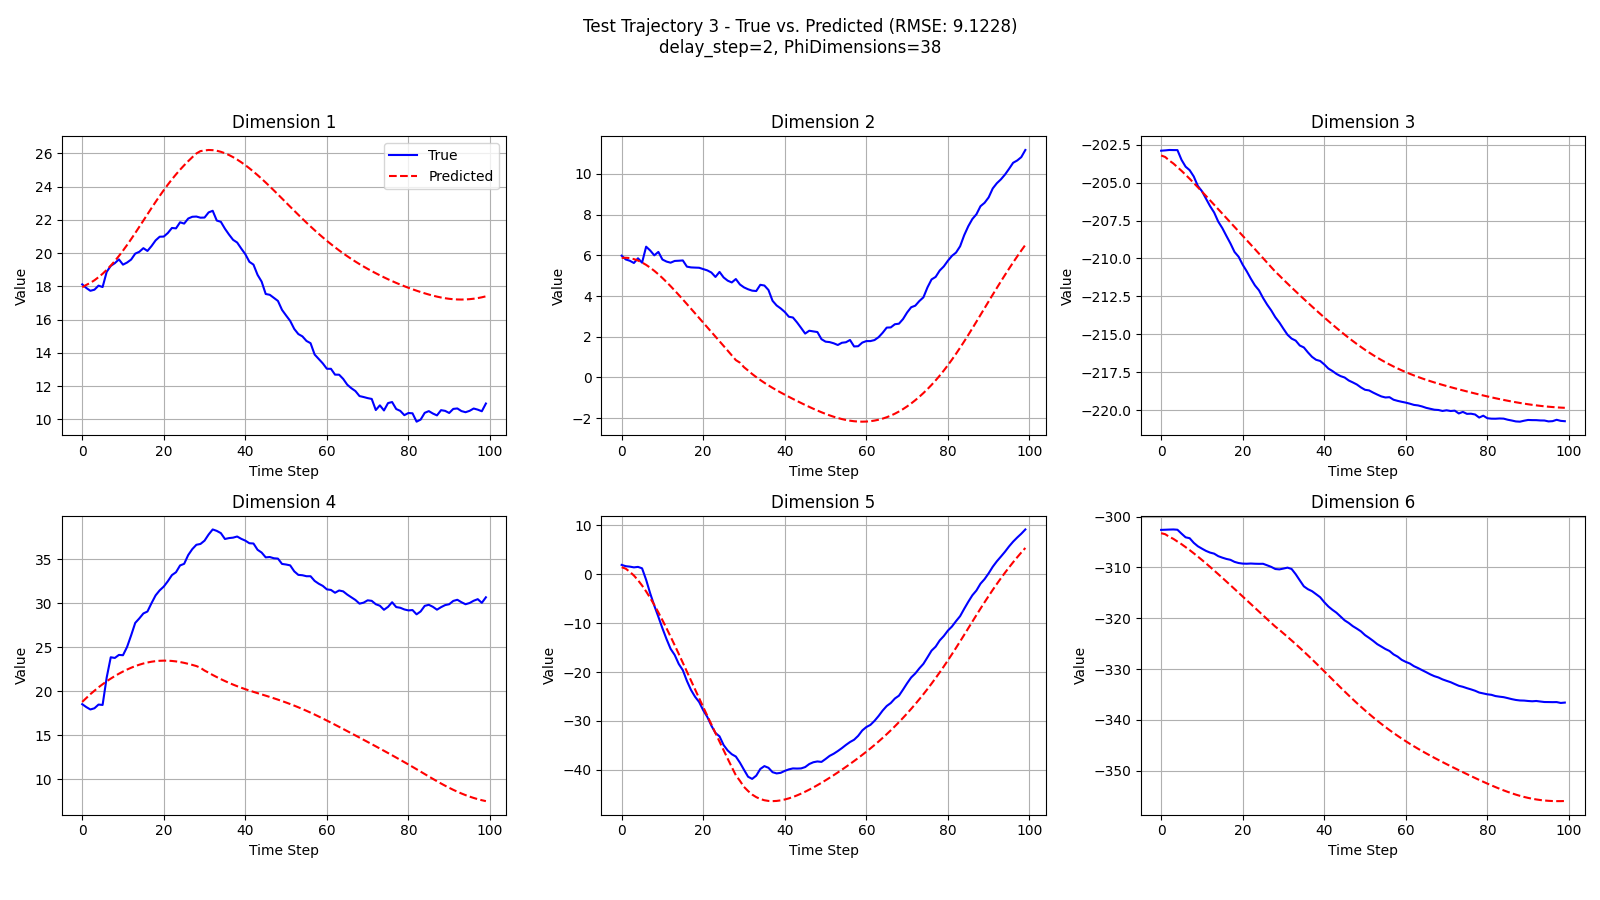 Test Trajectory 3 - True vs. Predicted (RMSE: 9.1228)
delay_step=2, PhiDimensions=38
Dimension 1
26
24
22
20
18
16
14
12
10
Value
0 20 40 60 80 100
Time Step
True
Predicted
Dimension 2
10
8
6
4
2
0
−2
Value
0 20 40 60 80 100
Time Step
Dimension 3
−202.5
−205.0
−207.5
−210.0
−212.5
−215.0
−217.5
−220.0
Value
0 20 40 60 80 100
Time Step
Dimension 4
35
30
25
20
15
10
Value
0 20 40 60 80 100
Time Step
Dimension 5
10
0
−10
−20
−30
−40
Value
0 20 40 60 80 100
Time Step
Dimension 6
−300
−310
−320
−330
−340
−350
Value
0 20 40 60 80 100
Time Step